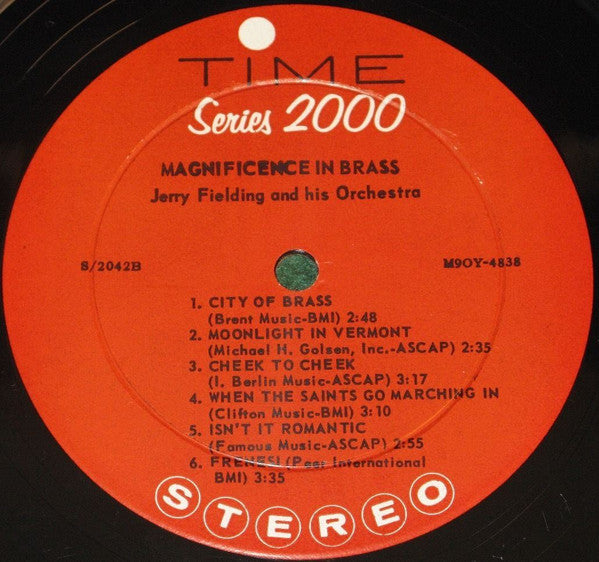 TIME
Series 2000
MAGNIFICENCE IN BRASS
Jerry Fielding and his Orchestra
S/2042B
M9OY-4838
1. CITY OF BRASS
(Brent Music-BMI) 2:48
2. MOONLIGHT IN VERMONT
(Michael H. Golsen, Inc.-ASCAP) 2:35
3. CHEEK TO CHEEK
(I. Berlin Music-ASCAP) 3:17
4. WHEN THE SAINTS GO MARCHING IN
(Clifton Music-BMI) 3:10
5. ISN'T IT ROMANTIC
(Famous Music-ASCAP) 2:55
6. FRENESI (Peer International
BMI) 3:35
STEREO